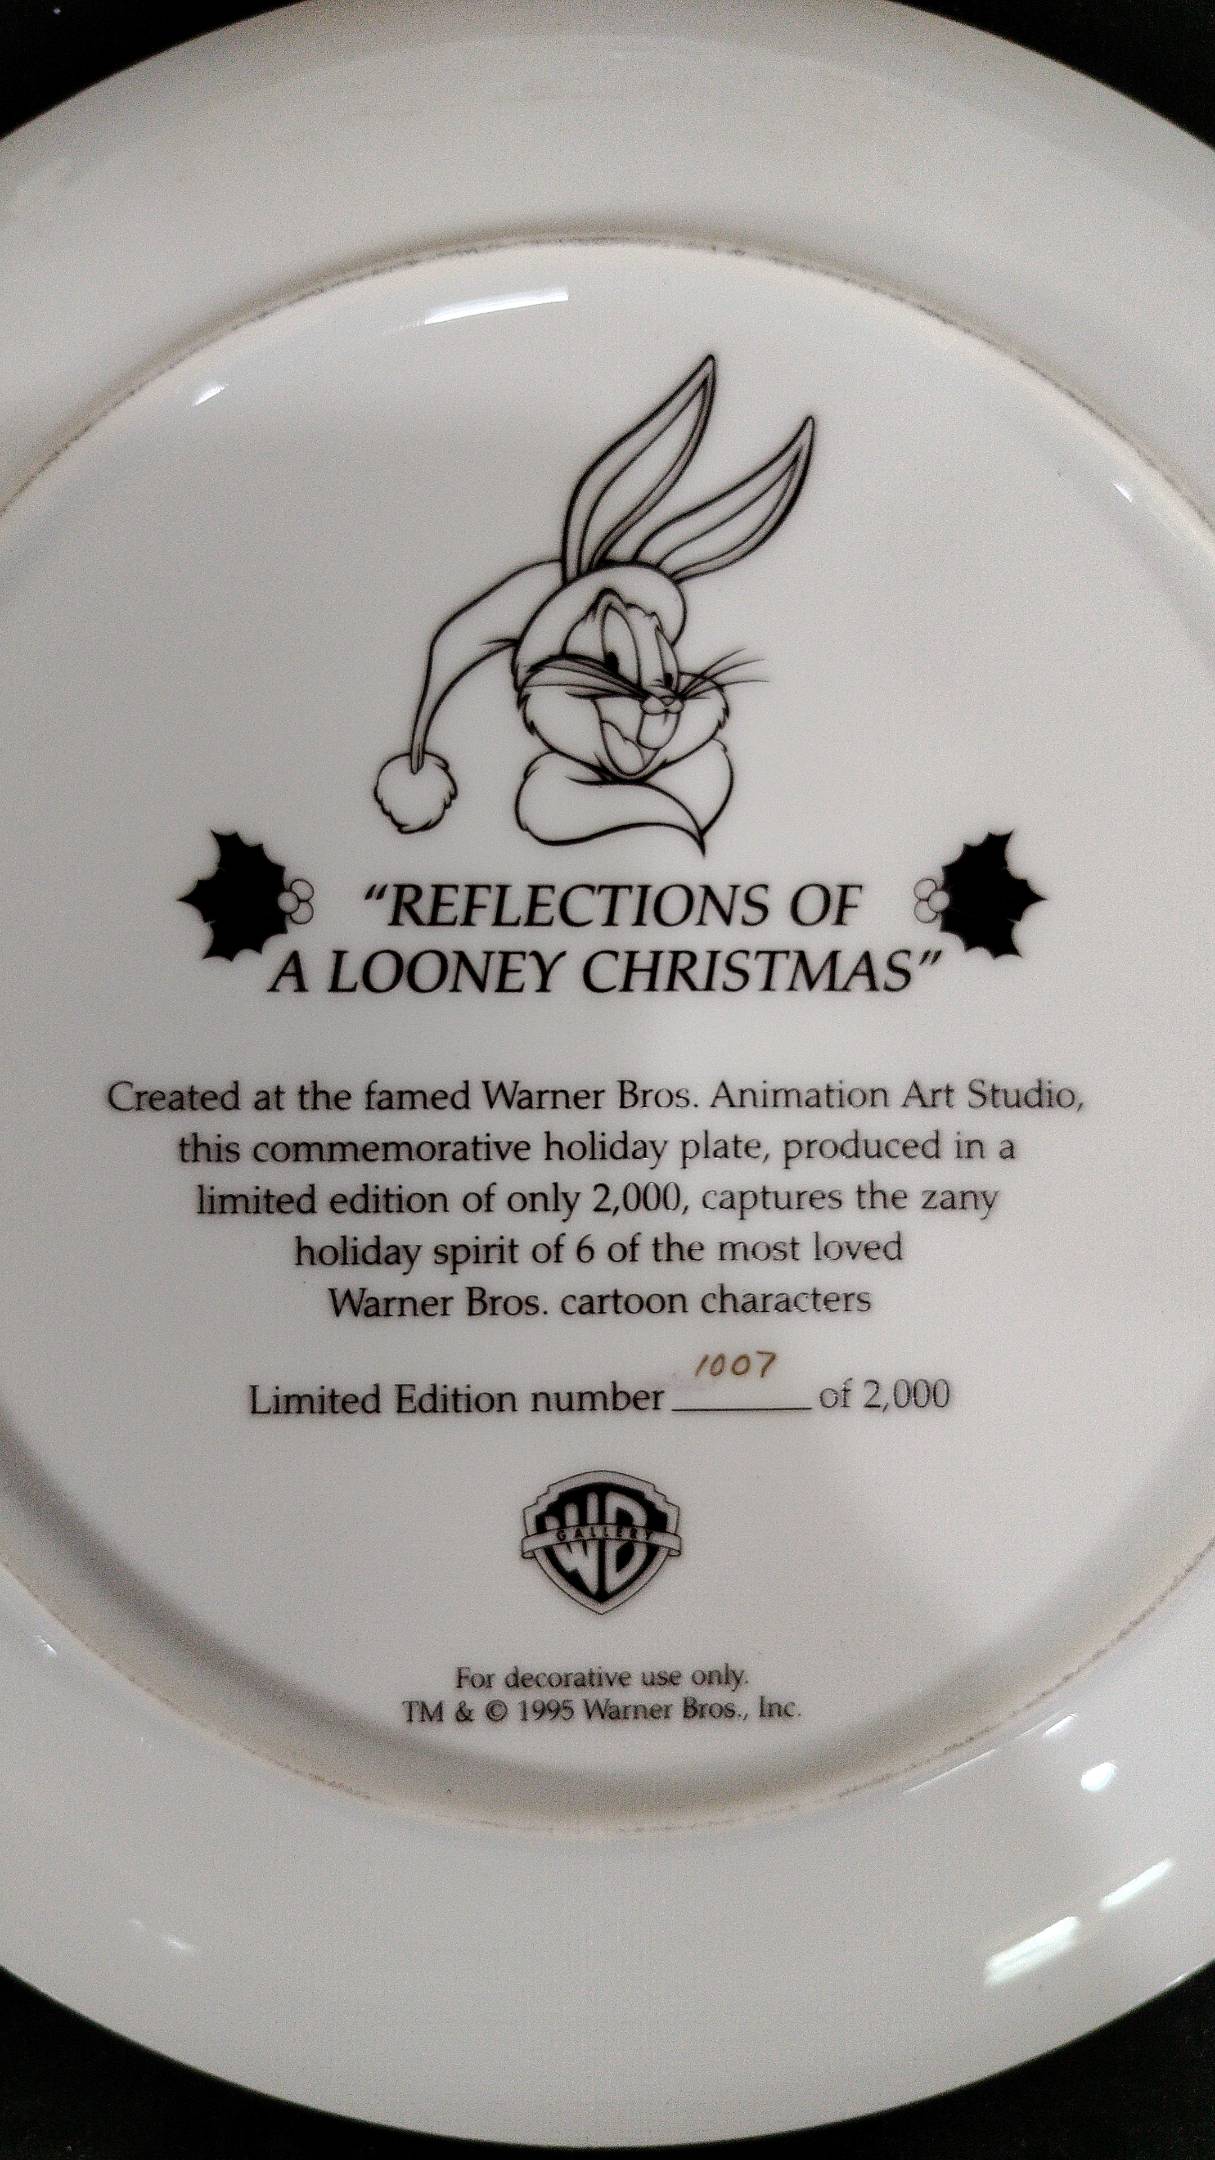 “REFLECTIONS OF
A LOONEY CHRISTMAS”
Created at the famed Warner Bros. Animation Art Studio,
this commemorative holiday plate, produced in a
limited edition of only 2,000, captures the zany
holiday spirit of 6 of the most loved
Warner Bros. cartoon characters
1007
Limited Edition number ______ of 2,000
WB
GALLERY
For decorative use only.
TM & © 1995 Warner Bros., Inc.